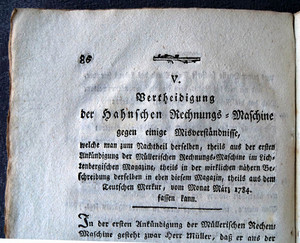 86
V.
Vertheidigung
der Hahnschen Rechnungs-Maschine
gegen einige Misverständnisse,
welche man zum Nachtheil derselben, theils aus der ersten
Ankündigung der Müllerischen Rechnungs-Maschine im Lich-
tenbergischen Magazine, theils in der wirklichen nähern Be-
schreibung derselben in eben diesem Magazin, theils aus dem
Teutschen Merkur, vom Monat März 1784.
fassen kann.
In der ersten Ankündigung der Müllerischen Rechen-
Maschine gesteht zwar Herr Müller, daß er aus der